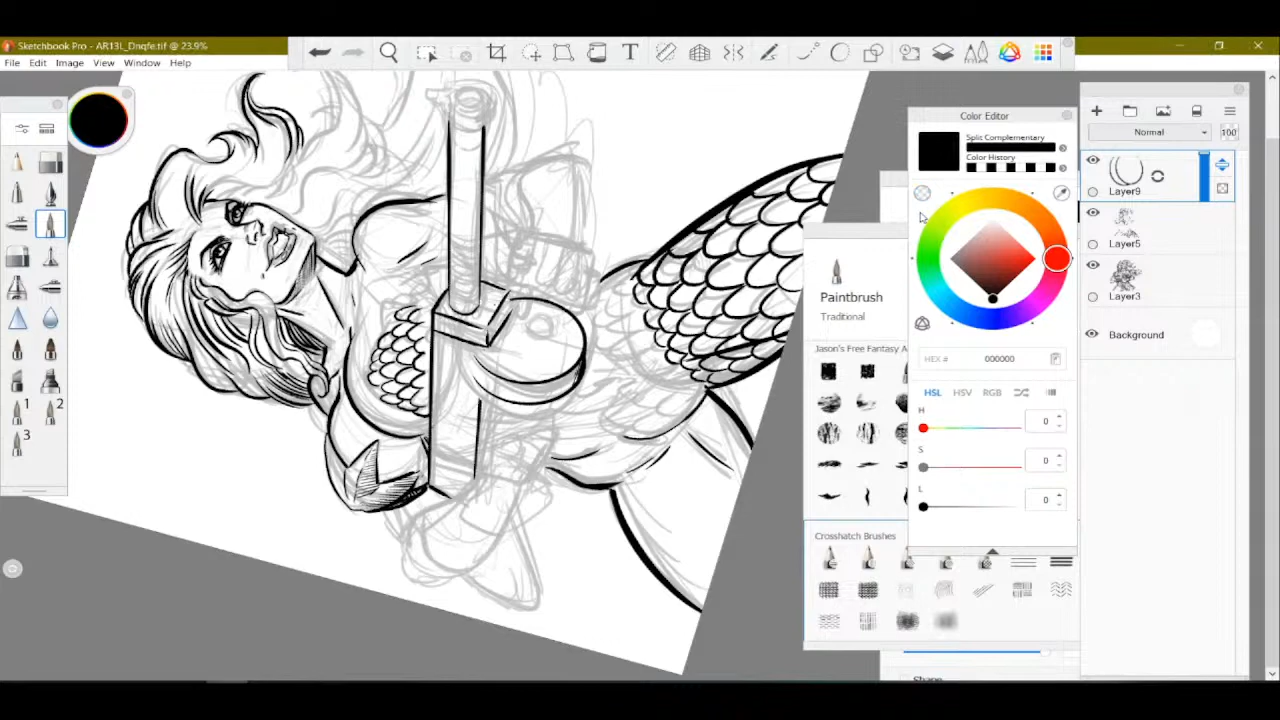 Sketchbook Pro - AR13L_Dnqfe.tif @ 23.9%
File Edit Image View Window Help
T
Color Editor
Split Complementary
Color History
Normal
100
Layer9
Layer5
Layer3
Background
Paintbrush
Traditional
Jason's Free Fantasy A
HEX # 000000
HSL HSV RGB
H
0
S
0
L
0
1
2
3
Crosshatch Brushes